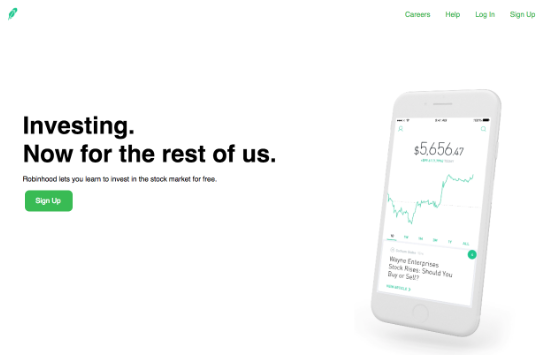 Careers Help Log In Sign Up
Investing.
Now for the rest of us.
Robinhood lets you learn to invest in the stock market for free.
Sign Up
$5,656.47
Wayne Enterprises
Stock Rises: Should You
Buy or Sell?